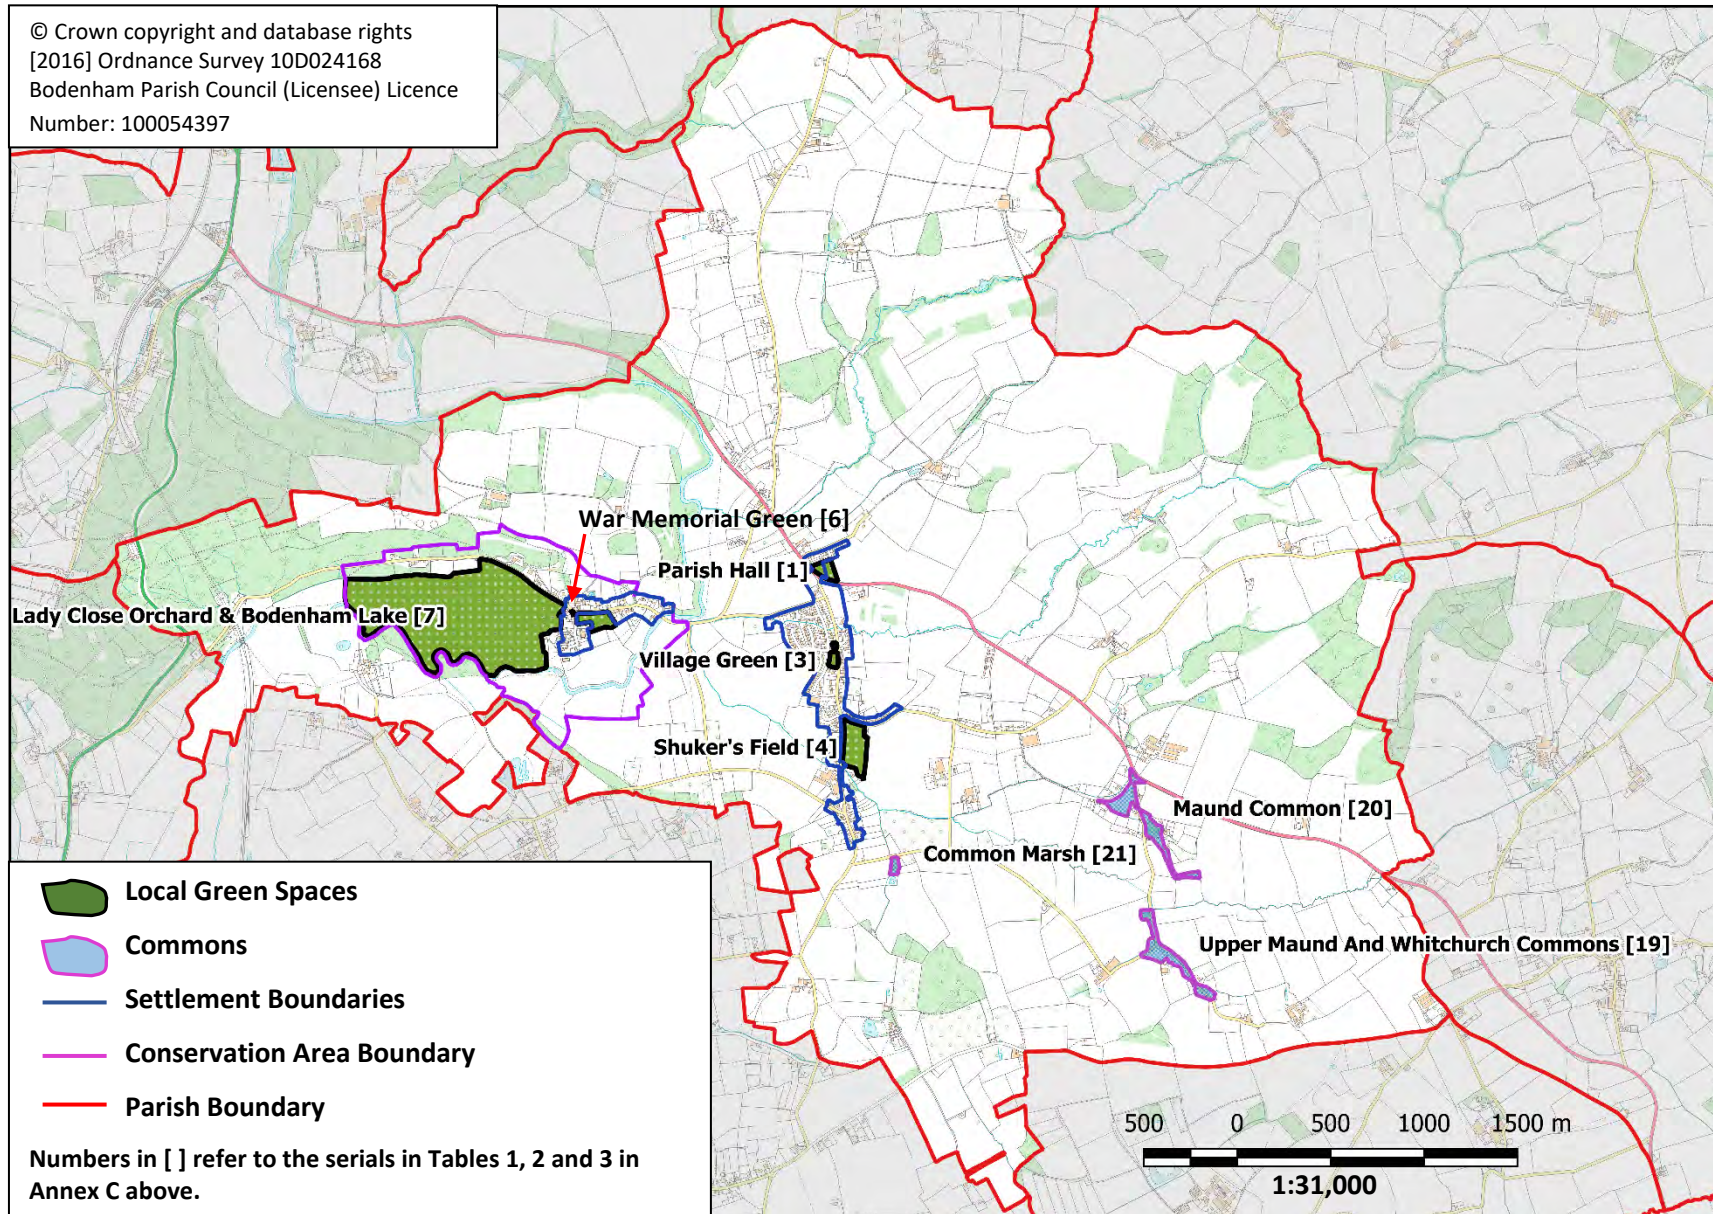 © Crown copyright and database rights
[2016] Ordnance Survey 10D024168
Bodenham Parish Council (Licensee) Licence
Number: 100054397
War Memorial Green [6]
Parish Hall [1]
Lady Close Orchard & Bodenham Lake [7]
Village Green [3]
Shuker's Field [4]
Maund Common [20]
Common Marsh [21]
Upper Maund And Whitchurch Commons [19]
Local Green Spaces
Commons
Settlement Boundaries
Conservation Area Boundary
Parish Boundary
Numbers in [ ] refer to the serials in Tables 1, 2 and 3 in
Annex C above.
500 0 500 1000 1500 m
1:31,000